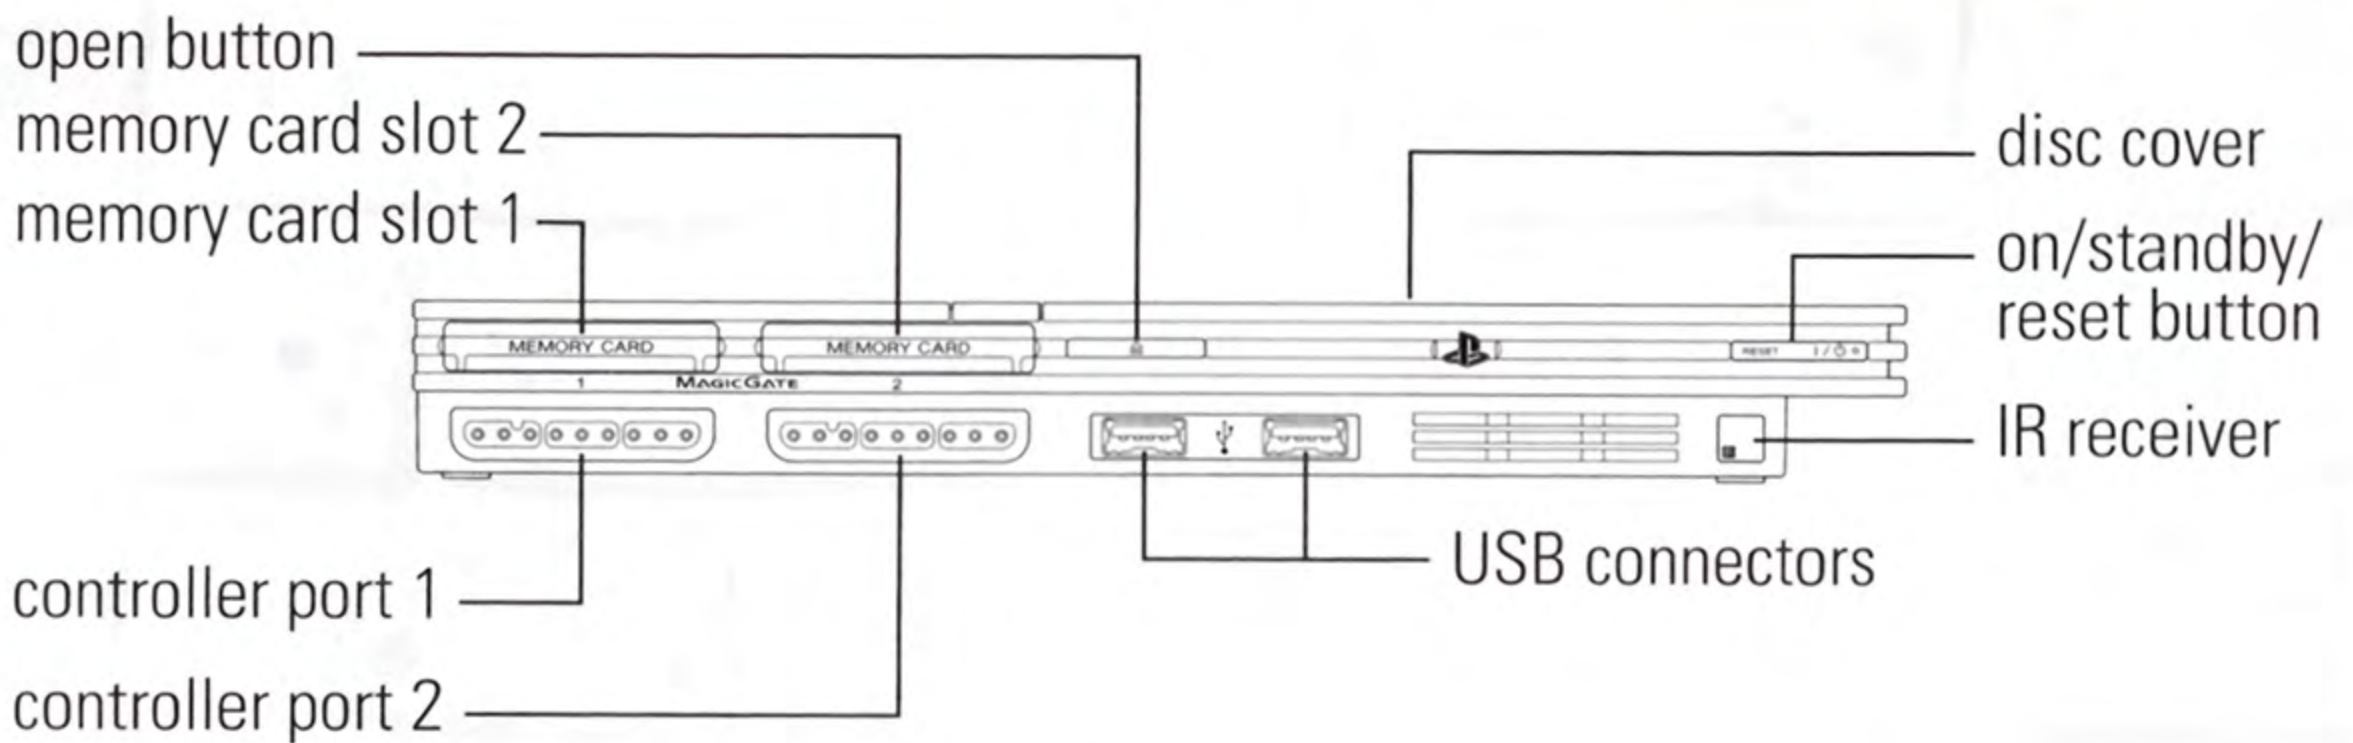 open button
memory card slot 2
memory card slot 1
disc cover
on/standby/
reset button
MEMORY CARD
MEMORY CARD
RESET
1
MAGICGATE
2
IR receiver
USB connectors
controller port 1
controller port 2